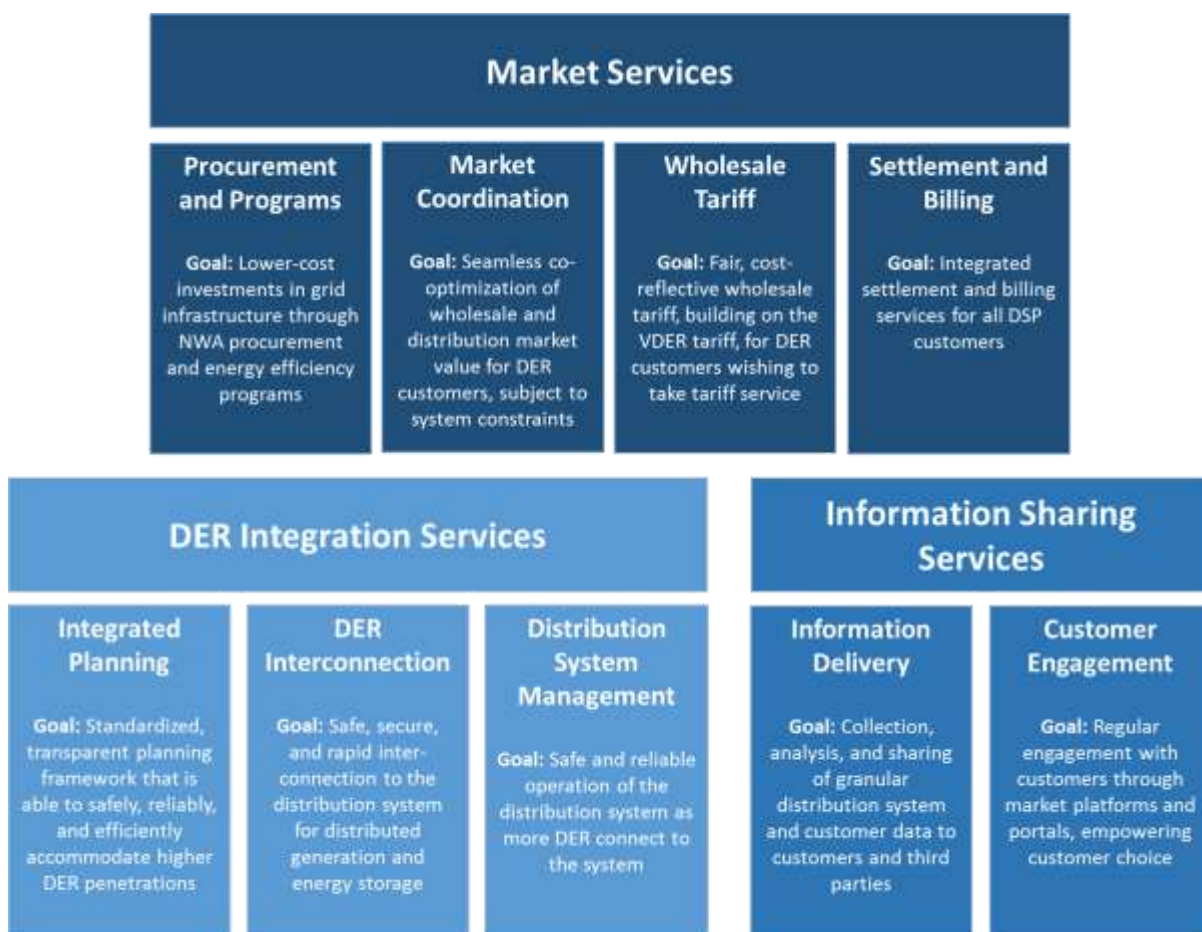 Market Services
Procurement
and Programs
Goal: Lower-cost
investments in grid
infrastructure through
NWA procurement
and energy efficiency
programs
Market
Coordination
Goal: Seamless co-
optimization of
wholesale and
distribution market
value for DER
customers, subject to
system constraints
Wholesale
Tariff
Goal: Fair, cost-
reflective wholesale
tariff, building on the
VDER tariff, for DER
customers wishing to
take tariff service
Settlement and
Billing
Goal: Integrated
settlement and billing
services for all DSP
customers
DER Integration Services
Integrated
Planning
Goal: Standardized,
transparent planning
framework that is
able to safely, reliably,
and efficiently
accommodate higher
DER penetrations
DER
Interconnection
Goal: Safe, secure,
and rapid inter-
connection to the
distribution system
for distributed
generation and
energy storage
Distribution
System
Management
Goal: Safe and reliable
operation of the
distribution system as
more DER connect to
the system
Information Sharing
Services
Information
Delivery
Goal: Collection,
analysis, and sharing
of granular
distribution system
and customer data to
customers and third
parties
Customer
Engagement
Goal: Regular
engagement with
customers through
market platforms and
portals, empowering
customer choice